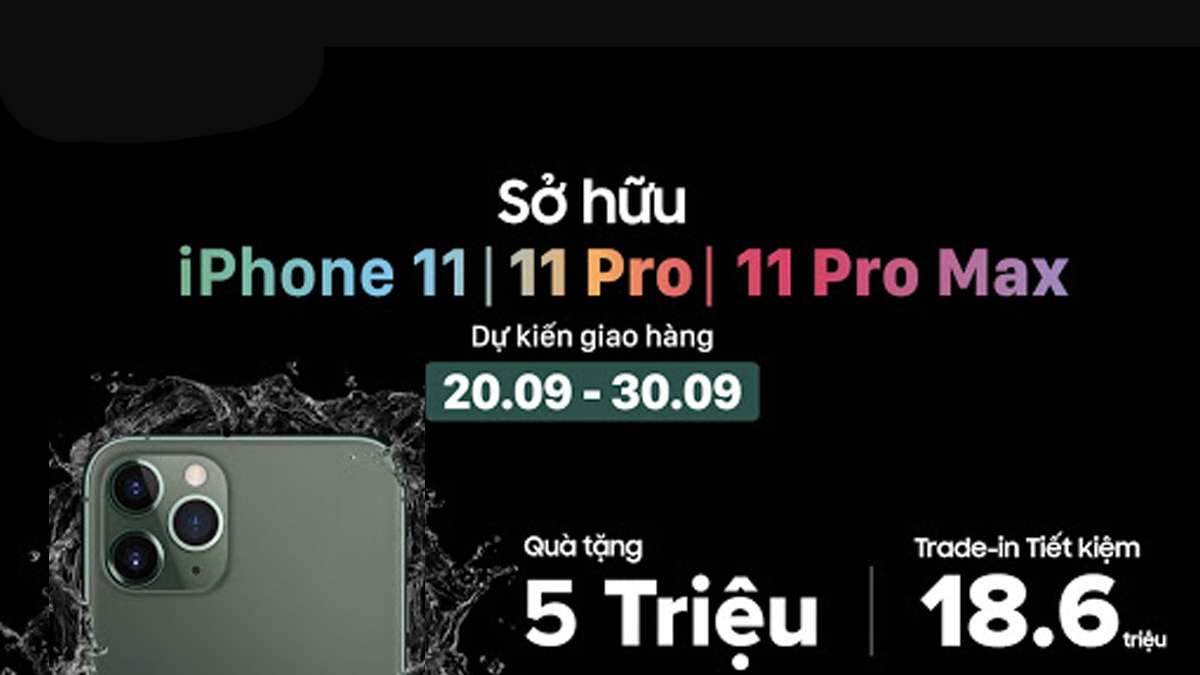 Sở hữu
iPhone 11 | 11 Pro | 11 Pro Max
Dự kiến giao hàng
20.09 - 30.09
Quà tặng
5 Triệu
Trade-in Tiết kiệm
18.6 triệu